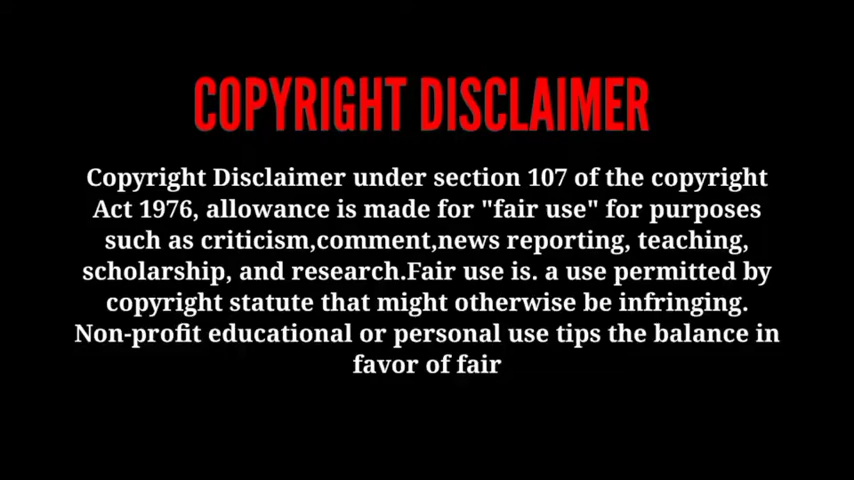 COPYRIGHT DISCLAIMER
Copyright Disclaimer under section 107 of the copyright
Act 1976, allowance is made for "fair use" for purposes
such as criticism,comment,news reporting, teaching,
scholarship, and research.Fair use is. a use permitted by
copyright statute that might otherwise be infringing.
Non-profit educational or personal use tips the balance in
favor of fair